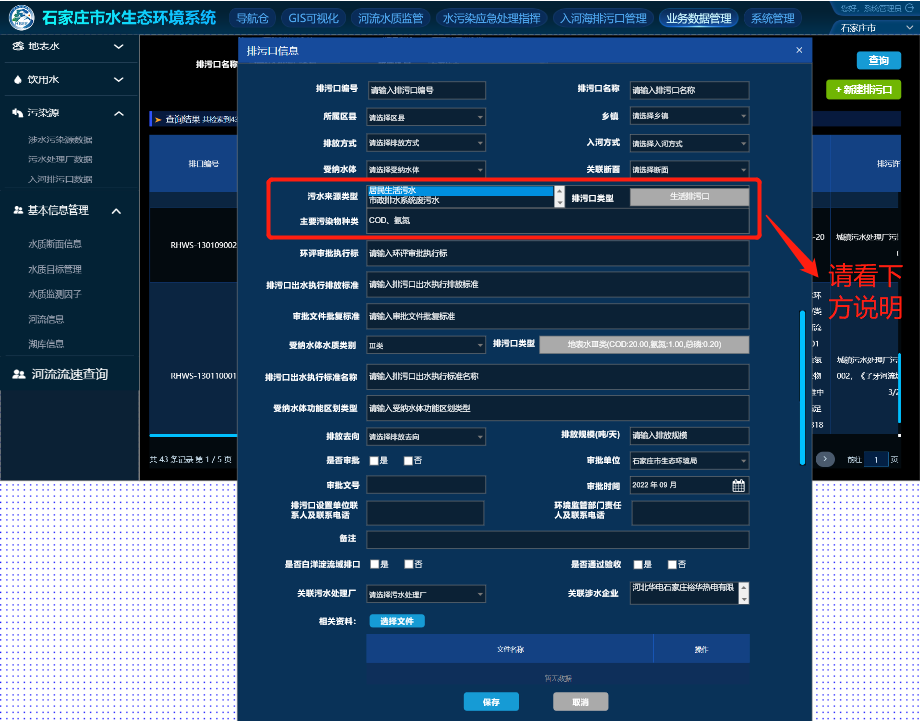 石家庄市水生态环境系统
导航仓 GIS可视化 河流水质监管 水污染应急处理指挥 入河海排污口管理 业务数据管理 系统管理
您好, 系统管理员
石家庄市
地表水
饮用水
污染源
涉水污染源数据
污水处理厂数据
入河排污口数据
基本信息管理
水质断面信息
水质目标管理
水质监测因子
河流信息
湖库信息
河流流速查询
排污口名称
查询
+ 新建排污口
查询结果 共检索到43
排口编号
排污许
RHWS-130109002
-20 城镇污水处理厂污
RHWS-130110001
城镇污水处理厂污
002, 《子牙河流域
3/2
318
共 43 条记录 第 1 / 5 页
前往 1 页
排污口信息 ×
排污口编号 请输入排污口编号 排污口名称 请输入排污口名称
所属区县 请选择区县 乡镇 请选择乡镇
排放方式 请选择排放方式 入河方式 请选择入河方式
受纳水体 请选择受纳水体 关联断面 请选择断面
污水来源类型 居民生活污水
市政排水系统废污水
排污口类型 生活排污口
主要污染物种类 COD、氨氮
环评审批执行标 请输入环评审批执行标
排污口出水执行排放标准 请输入排污口出水执行排放标准
审批文件批复标准 请输入审批文件批复标准
受纳水体水质类别 III类 排污口类型 地表水III类(COD:20.00,氨氮:1.00,总磷:0.20)
排污口出水执行标准名称 请输入排污口出水执行标准名称
受纳水体功能区划类型 请输入受纳水体功能区划类型
排放去向 请选择排放去向 排放规模(吨/天) 请输入排放规模
是否审批 是 否 审批单位 石家庄市生态环境局
审批文号 审批时间 2022 年 09 月
排污口设置单位联
系人及联系电话
环境监管部门责任
人及联系电话
备注
是否白洋淀流域排口 是 否 是否通过验收 是 否
关联污水处理厂 请选择污水处理厂 关联涉水企业 河北华电石家庄裕华热电有限
相关资料: 选择文件
文件名称 操作
暂无数据
保存 取消
请看下
方说明